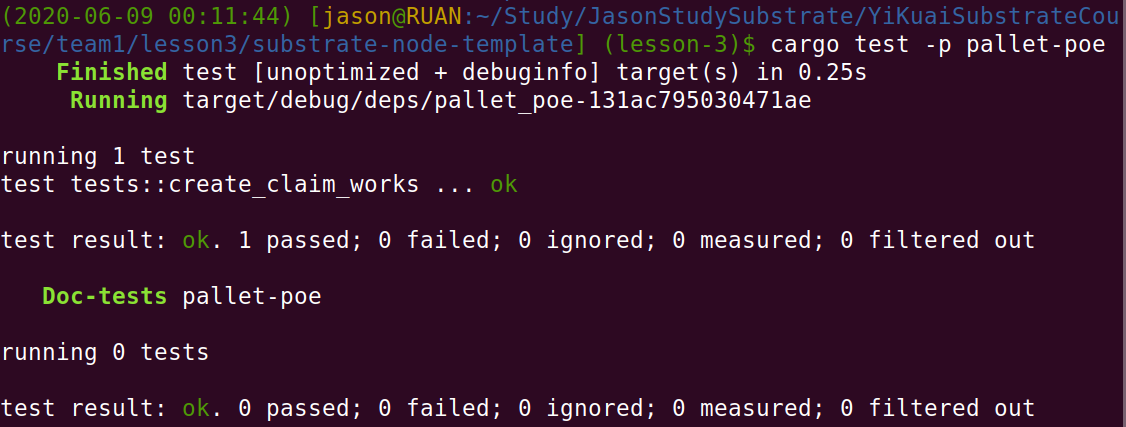 (2020-06-09 00:11:44) [jason@RUAN:~/Study/JasonStudySubstrate/YiKuaiSubstrateCou
rse/team1/lesson3/substrate-node-template] (lesson-3)$ cargo test -p pallet-poe
    Finished test [unoptimized + debuginfo] target(s) in 0.25s
     Running target/debug/deps/pallet_poe-131ac795030471ae
running 1 test
test tests::create_claim_works ... ok
test result: ok. 1 passed; 0 failed; 0 ignored; 0 measured; 0 filtered out
   Doc-tests pallet-poe
running 0 tests
test result: ok. 0 passed; 0 failed; 0 ignored; 0 measured; 0 filtered out